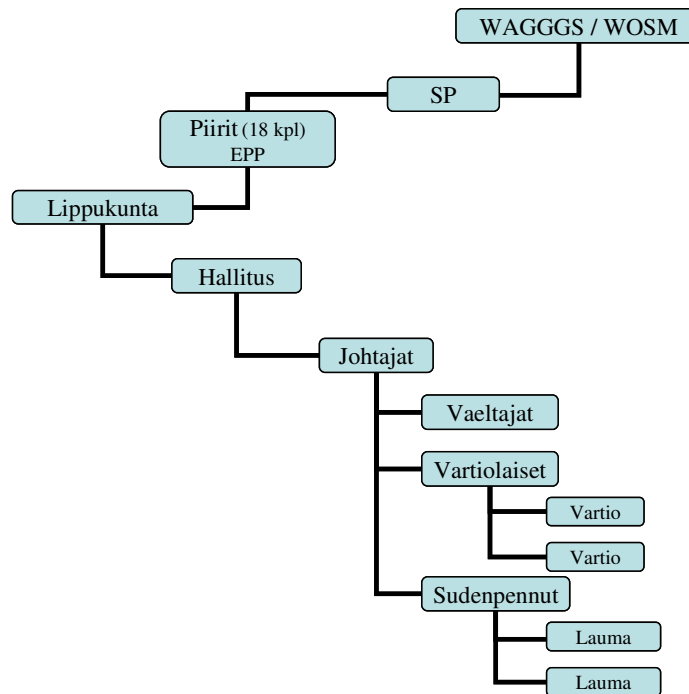 WAGGGS / WOSM
SP
Piirit (18 kpl)
EPP
Lippukunta
Hallitus
Johtajat
Vaeltajat
Vartiolaiset
Vartio
Vartio
Sudenpennut
Lauma
Lauma